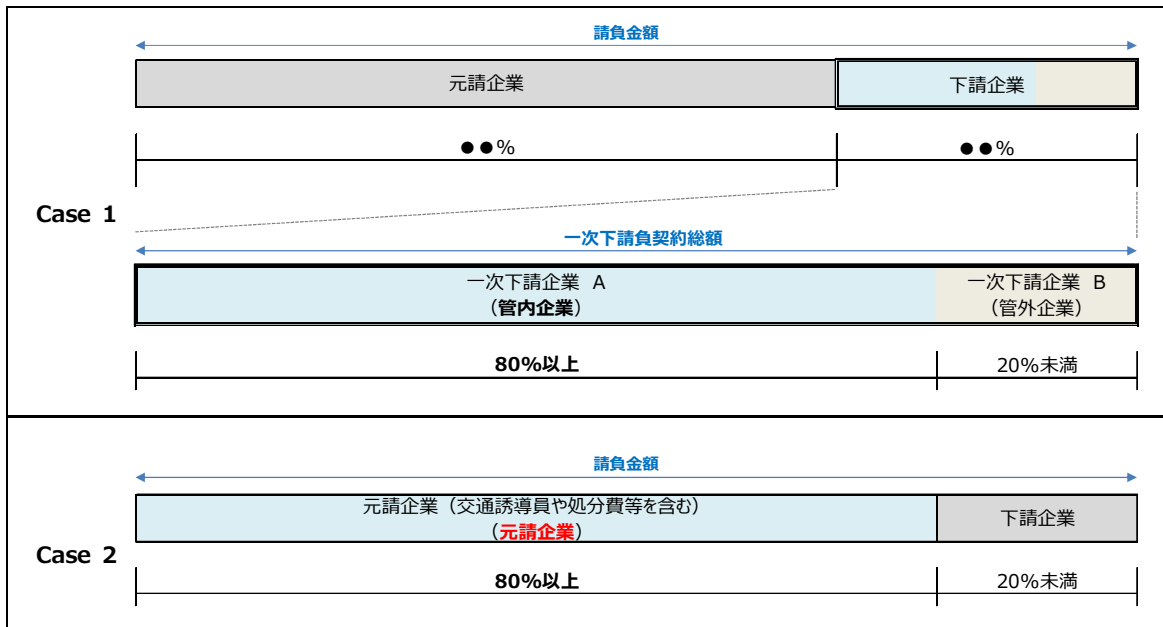 請負金額
元請企業
下請企業
●●%
●●%
Case 1
一次下請負契約総額
一次下請企業 A
（管内企業）
一次下請企業 B
（管外企業）
80%以上
20%未満
請負金額
元請企業（交通誘導員や処分費等を含む）
（元請企業）
下請企業
Case 2
80%以上
20%未満